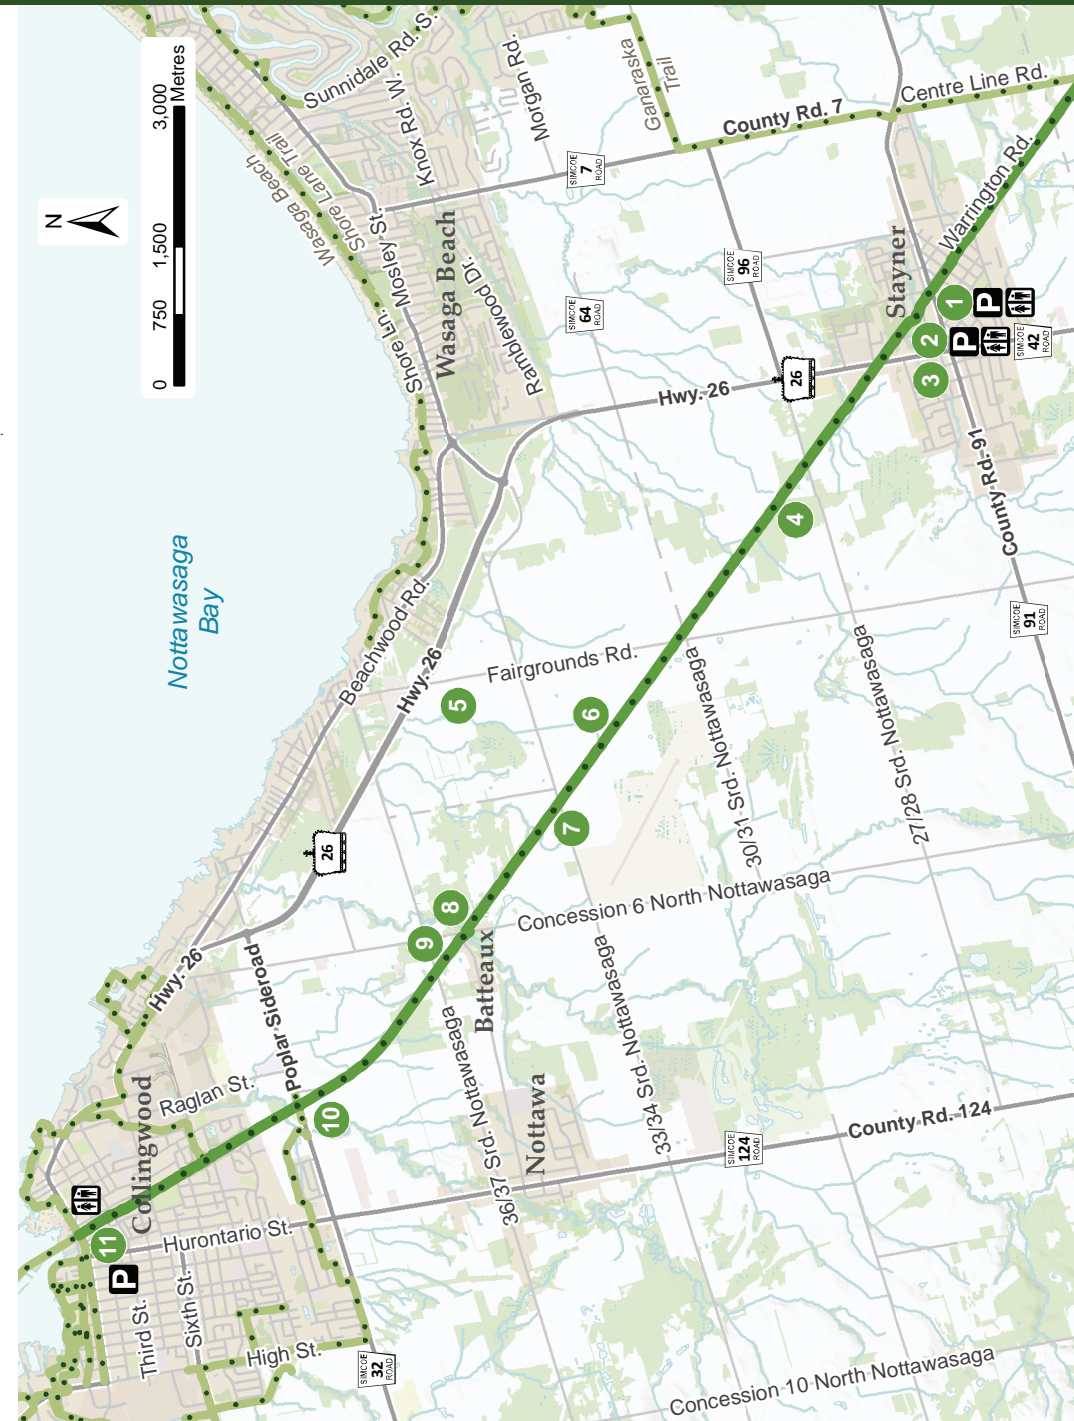 N
0 750 1,500 3,000
Metres
Nottawasaga
Bay
Sunnidale Rd. S.
Knox Rd. W.
Morgan Rd.
Ganaraska
Trail
County Rd. 7
Centre Line Rd.
Wasaga Beach
Shore Lane Trail
Mosley St.
Shore Ln.
Wasaga Beach
Ramblewood Dr.
SIMCOE
7
ROAD
SIMCOE
64
ROAD
SIMCOE
96
ROAD
Stayner
Warrington Rd.
1
P
2
P
3
SIMCOE
42
ROAD
26
Hwy. 26
County Rd. 91
SIMCOE
91
ROAD
4
Beachwood Rd.
Hwy. 26
Fairgrounds Rd.
5
6
7
30/31 Srd. Nottawasaga
27/28 Srd. Nottawasaga
26
8
9
Concession 6 North Nottawasaga
Batteaux
Hwy. 26
Poplar Sideroad
36/37 Srd. Nottawasaga
33/34 Srd. Nottawasaga
Nottawa
10
Raglan St.
Collingwood
SIMCOE
124
ROAD
County Rd. 124
11
P
Hurontario St.
Third St.
Sixth St.
High St.
SIMCOE
32
ROAD
Concession 10 North Nottawasaga